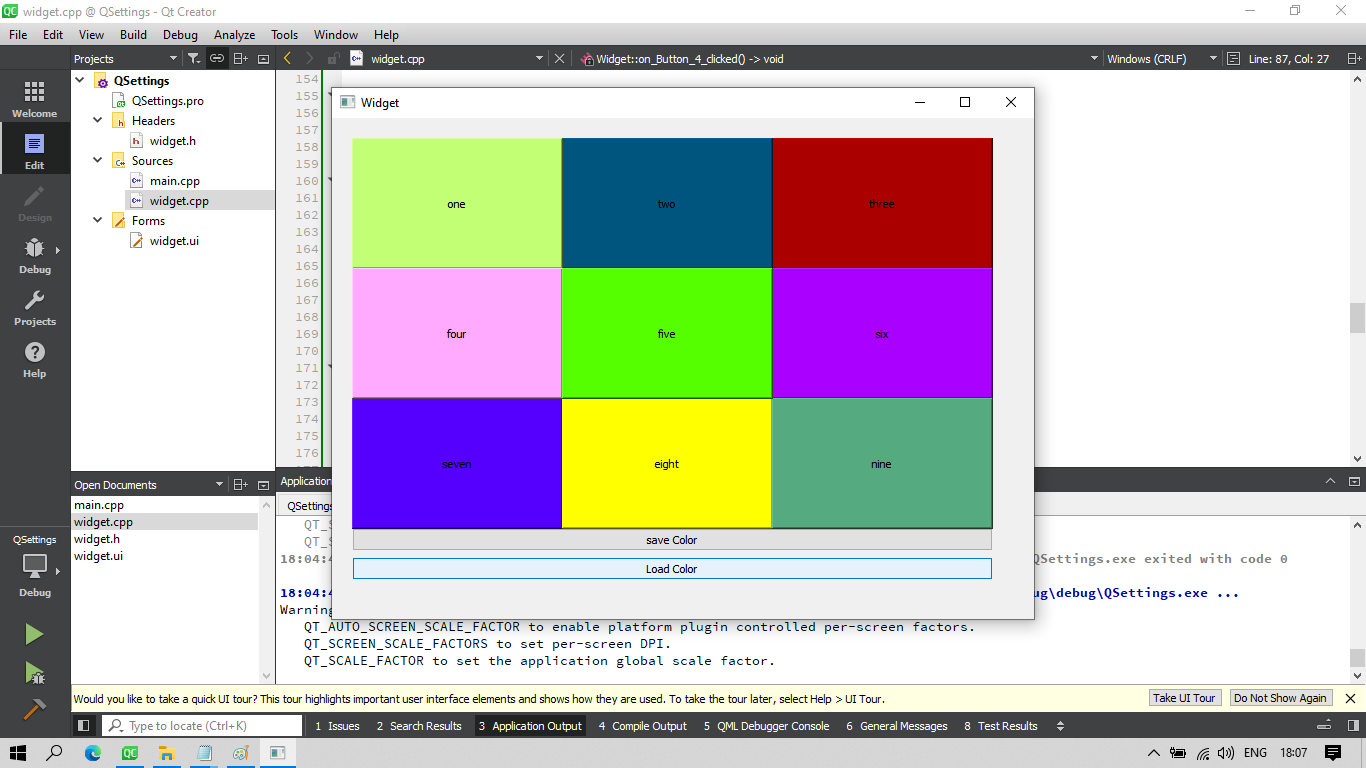 widget.cpp @ QSettings - Qt Creator
File Edit View Build Debug Analyze Tools Window Help
Projects
widget.cpp
Widget::on_Button_4_clicked() -> void
Windows (CRLF)
Line: 87, Col: 27
Welcome
Edit
Design
Debug
Projects
Help
QSettings
QSettings.pro
Headers
widget.h
Sources
main.cpp
widget.cpp
Forms
widget.ui
154
155
156
157
158
159
160
161
162
163
164
165
166
167
168
169
170
171
172
173
174
175
176
Widget
one two three
four five six
seven eight nine
save Color
Load Color
Open Documents
main.cpp
widget.cpp
widget.h
widget.ui
QSettings
Debug
Application
QSettings
QT_S
QT_S
18:04:4 QSettings.exe exited with code 0
18:04:4 ug\debug\QSettings.exe ...
Warning
QT_AUTO_SCREEN_SCALE_FACTOR to enable platform plugin controlled per-screen factors.
QT_SCREEN_SCALE_FACTORS to set per-screen DPI.
QT_SCALE_FACTOR to set the application global scale factor.
Would you like to take a quick UI tour? This tour highlights important user interface elements and shows how they are used. To take the tour later, select Help > UI Tour.
Take UI Tour
Do Not Show Again
Type to locate (Ctrl+K)
1 Issues 2 Search Results 3 Application Output 4 Compile Output 5 QML Debugger Console 6 General Messages 8 Test Results
ENG 18:07